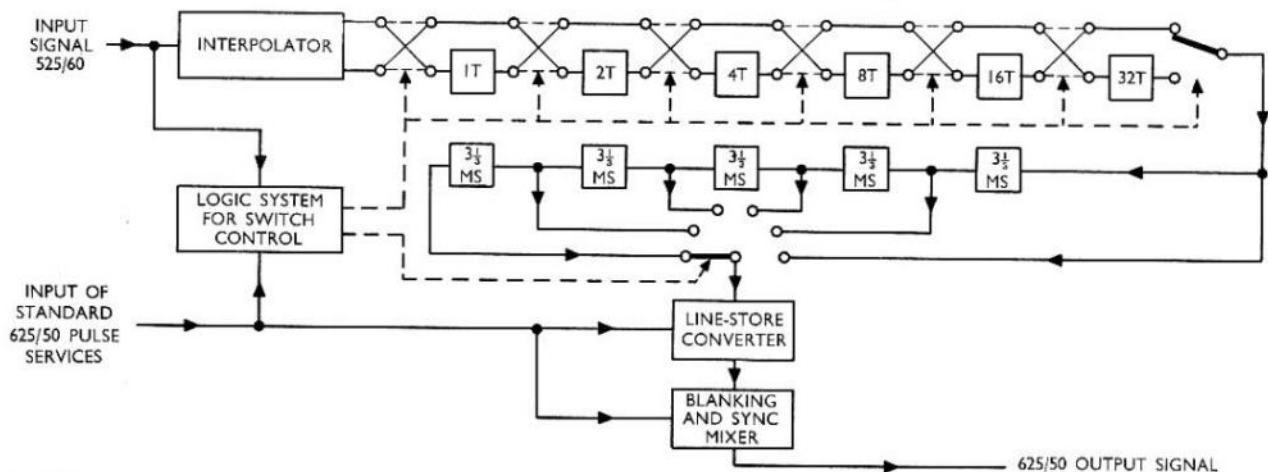 INPUT
SIGNAL
525/60
INTERPOLATOR
1T
2T
4T
8T
16T
32T
3⅓
MS
3⅓
MS
3⅓
MS
3⅓
MS
3⅓
MS
LOGIC SYSTEM
FOR SWITCH
CONTROL
INPUT OF
STANDARD
625/50 PULSE
SERVICES
LINE-STORE
CONVERTER
BLANKING
AND SYNC
MIXER
625/50 OUTPUT SIGNAL